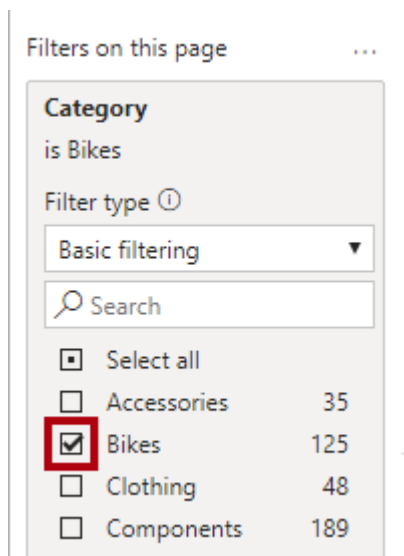 Filters on this page ...
Category
is Bikes
Filter type ⓘ
Basic filtering
Search
Select all
Accessories 35
Bikes 125
Clothing 48
Components 189